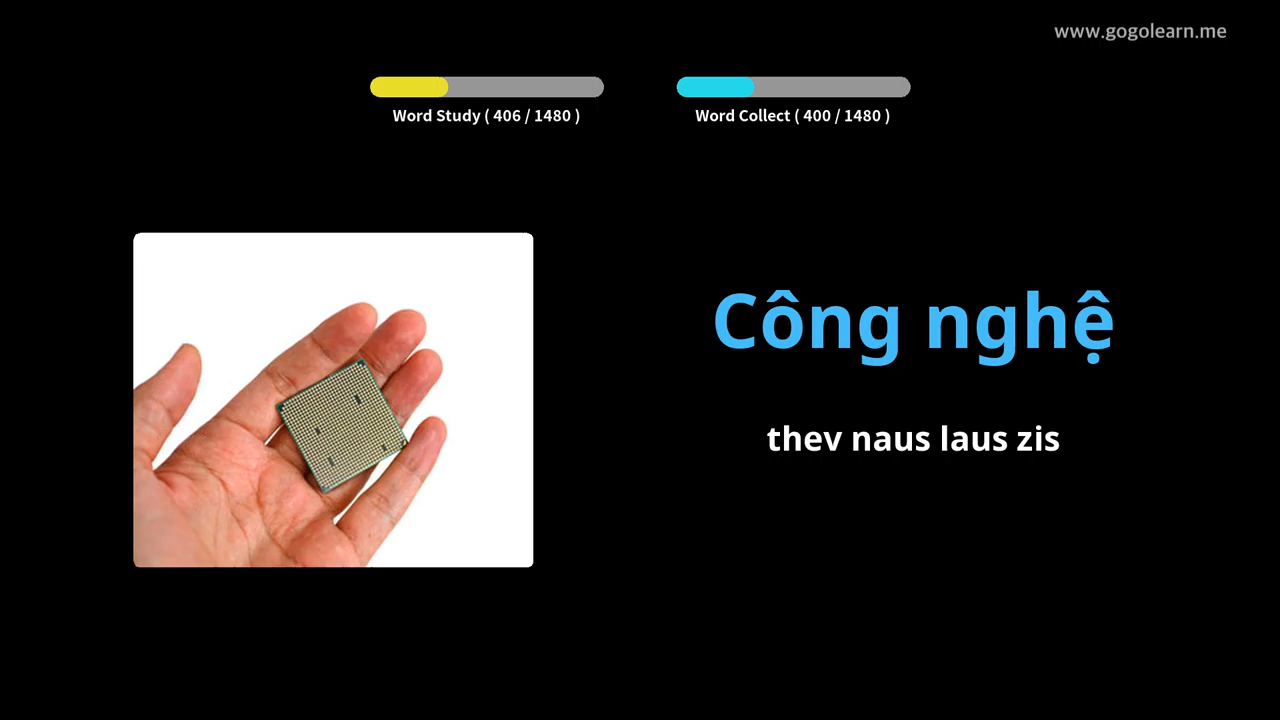 www.gogolearn.me
Word Study ( 406 / 1480 )
Word Collect ( 400 / 1480 )
Công nghệ
thev naus laus zis